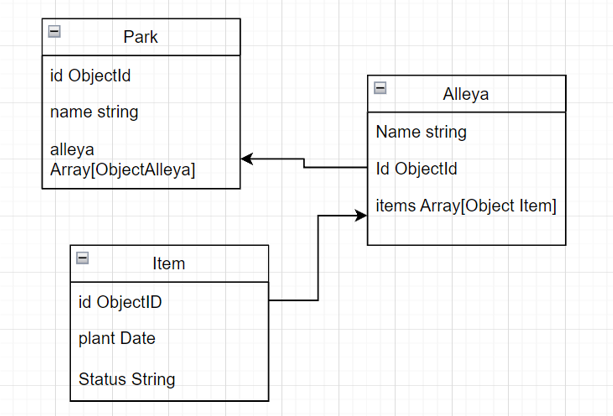 Park
id ObjectId
name string
alleya
Array[ObjectAlleya]
Alleya
Name string
Id ObjectId
items Array[Object Item]
Item
id ObjectID
plant Date
Status String